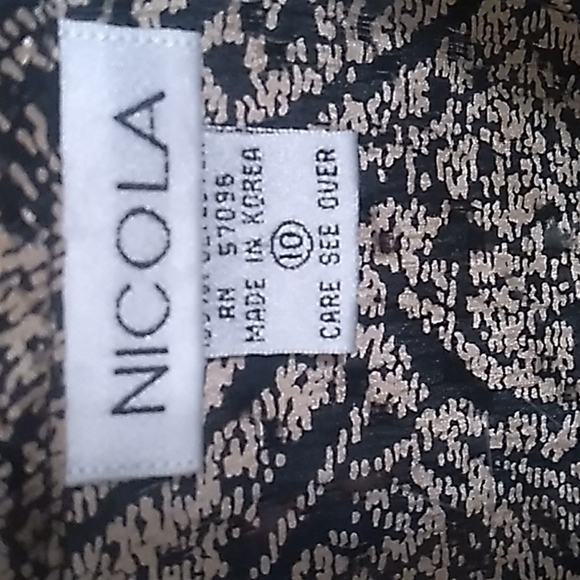 NICOLA
RN 57096
MADE IN KOREA
10
CARE SEE OVER